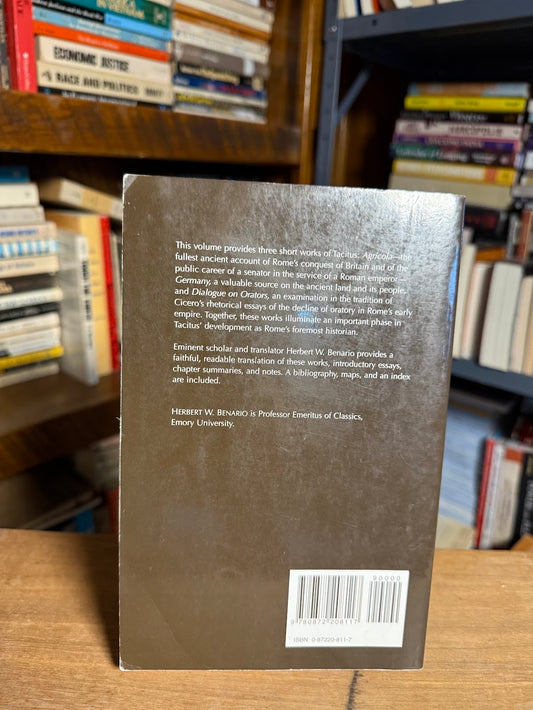 ECONOMIC JUSTICE
RACE AND POLITICS
This volume provides three short works of Tacitus: Agricola—the
fullest ancient account of Rome's conquest of Britain and of the
public career of a senator in the service of a Roman emperor—
Germany, a valuable source on the ancient land and its people,
and Dialogue on Orators, an examination in the tradition of
Cicero's rhetorical essays of the decline of oratory in Rome's early
empire. Together, these works illuminate an important phase in
Tacitus' development as Rome's foremost historian.
Eminent scholar and translator Herbert W. Benario provides a
faithful, readable translation of these works, introductory essays,
chapter summaries, and notes. A bibliography, maps, and an index
are included.
HERBERT W. BENARIO is Professor Emeritus of Classics,
Emory University.
90000
9 780872 208117
ISBN 0-87220-811-7